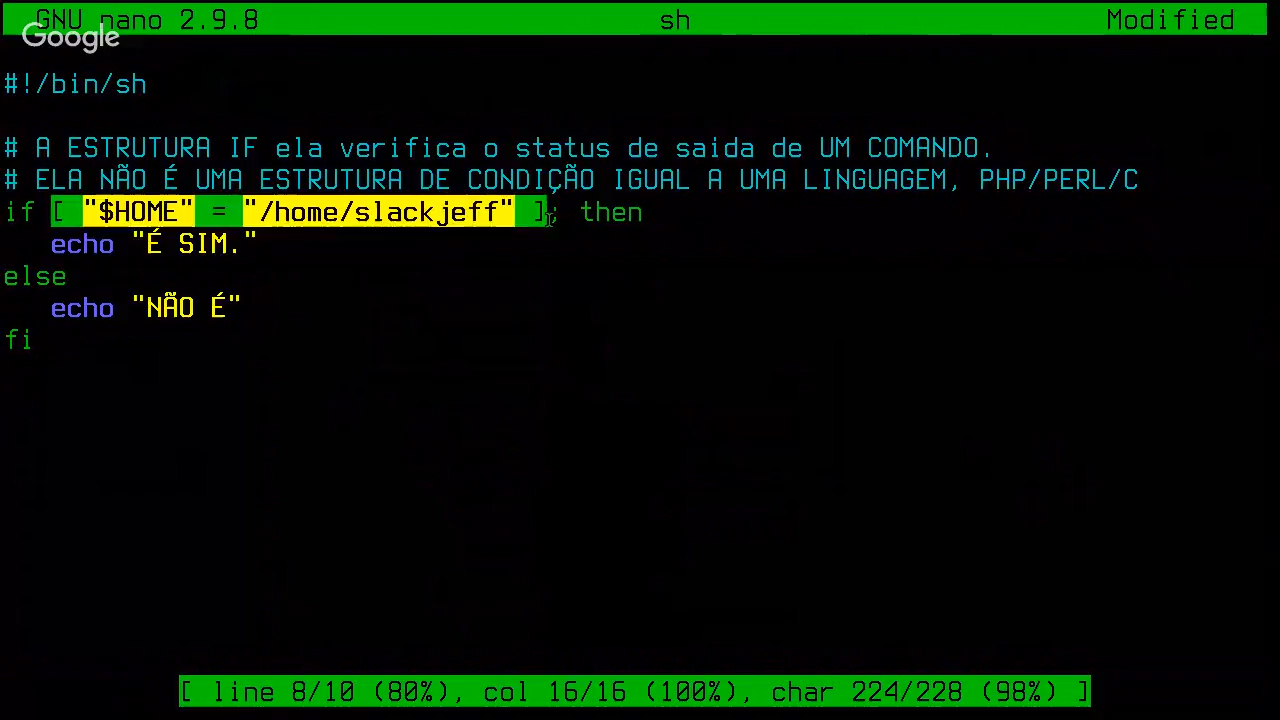 GNU nano 2.9.8 sh Modified
Google
#!/bin/sh
# A ESTRUTURA IF ela verifica o status de saida de UM COMANDO.
# ELA NÃO É UMA ESTRUTURA DE CONDIÇÃO IGUAL A UMA LINGUAGEM, PHP/PERL/C
if [ "$HOME" = "/home/slackjeff" ]; then
   echo "É SIM."
else
   echo "NÃO É"
fi
[ line 8/10 (80%), col 16/16 (100%), char 224/228 (98%) ]